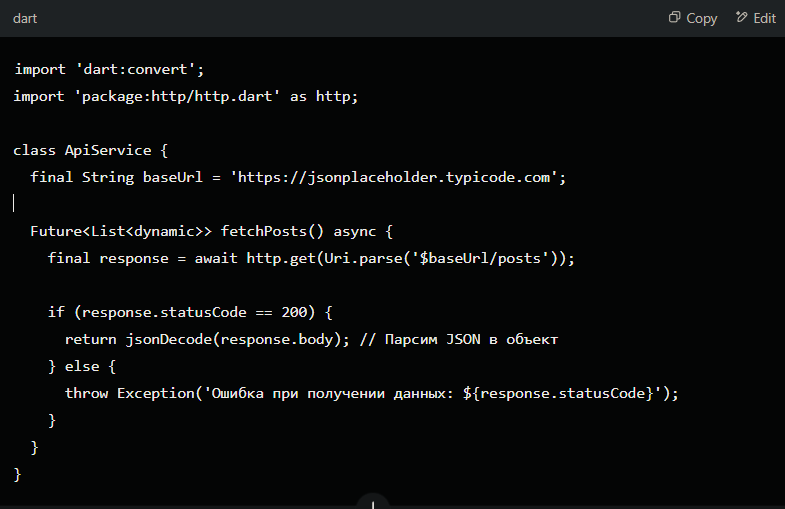 dart
Copy
Edit
import 'dart:convert';
import 'package:http/http.dart' as http;
class ApiService {
  final String baseUrl = 'https://jsonplaceholder.typicode.com';
  Future<List<dynamic>> fetchPosts() async {
    final response = await http.get(Uri.parse('$baseUrl/posts'));
    if (response.statusCode == 200) {
      return jsonDecode(response.body); // Парсим JSON в объект
    } else {
      throw Exception('Ошибка при получении данных: ${response.statusCode}');
    }
  }
}